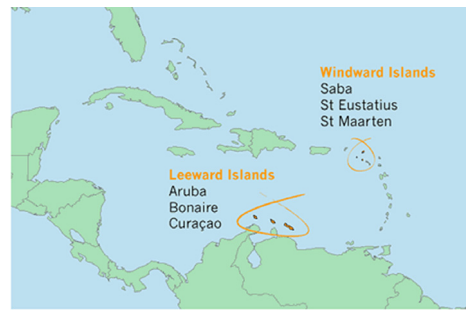 Windward Islands
Saba
St Eustatius
St Maarten
Leeward Islands
Aruba
Bonaire
Curaçao